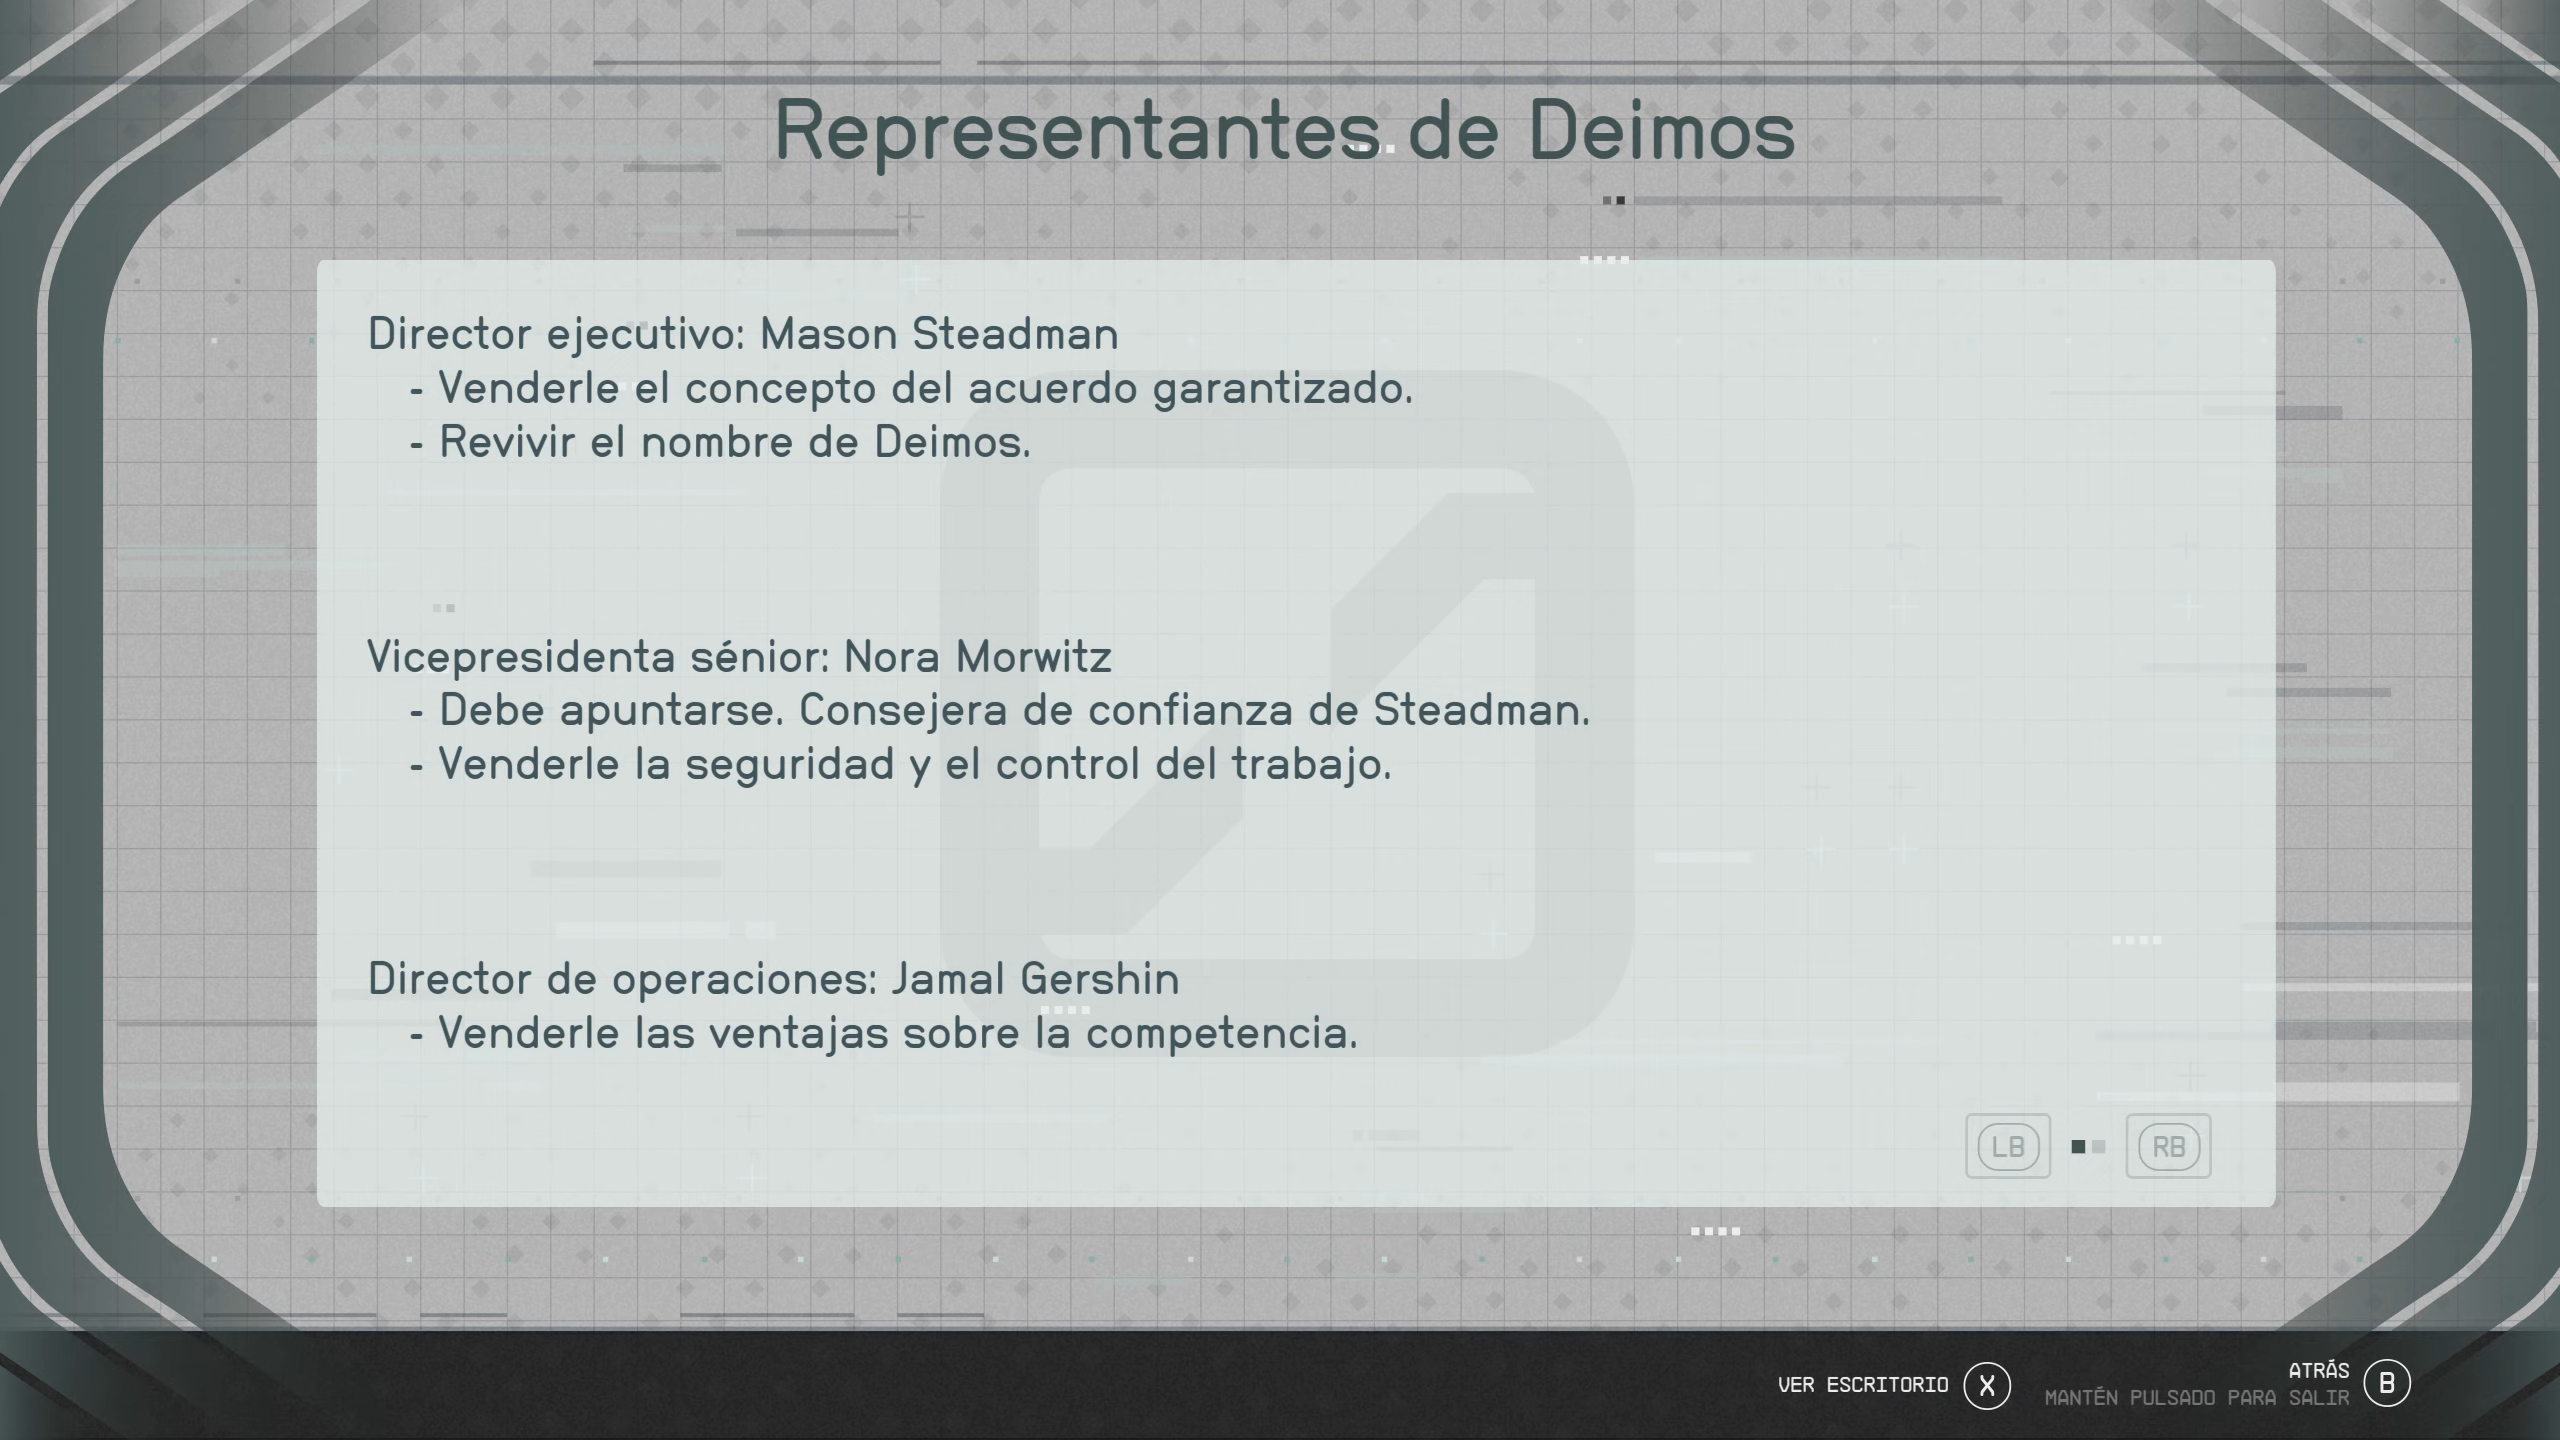 Representantes de Deimos
Director ejecutivo: Mason Steadman
- Venderle el concepto del acuerdo garantizado.
- Revivir el nombre de Deimos.
Vicepresidenta sénior: Nora Morwitz
- Debe apuntarse. Consejera de confianza de Steadman.
- Venderle la seguridad y el control del trabajo.
Director de operaciones: Jamal Gershin
- Venderle las ventajas sobre la competencia.
LB RB
VER ESCRITORIO X
ATRÁS B
MANTÉN PULSADO PARA SALIR